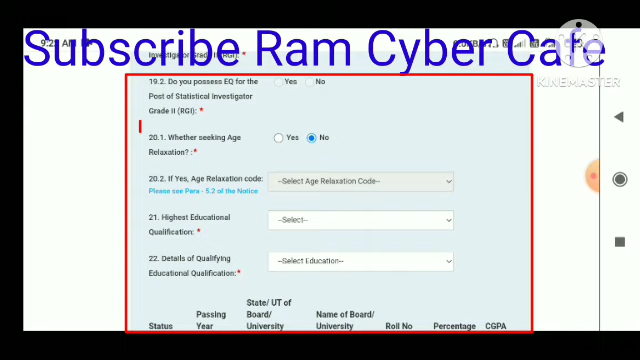 Subscribe Ram Cyber Cafe
Investigator Grade II (RGI): *
KINEMASTER
19.2. Do you possess EQ for the Post of Statistical Investigator Grade II (RGI): *
Yes No
20.1. Whether seeking Age Relaxation? : *
Yes No
20.2. If Yes, Age Relaxation code:
Please see Para - 5.2 of the Notice
--Select Age Relaxation Code--
21. Highest Educational Qualification: *
--Select--
22. Details of Qualifying Educational Qualification:*
--Select Education--
Status
Passing Year
State/ UT of Board/ University
Name of Board/ University
Roll No
Percentage
CGPA